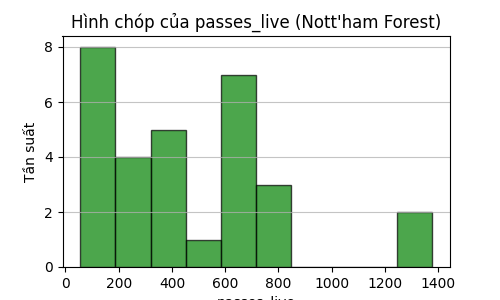 Hình chóp của passes_live (Nott'ham Forest)
Tần suất
8
6
4
2
0
0 200 400 600 800 1000 1200 1400
passes_live